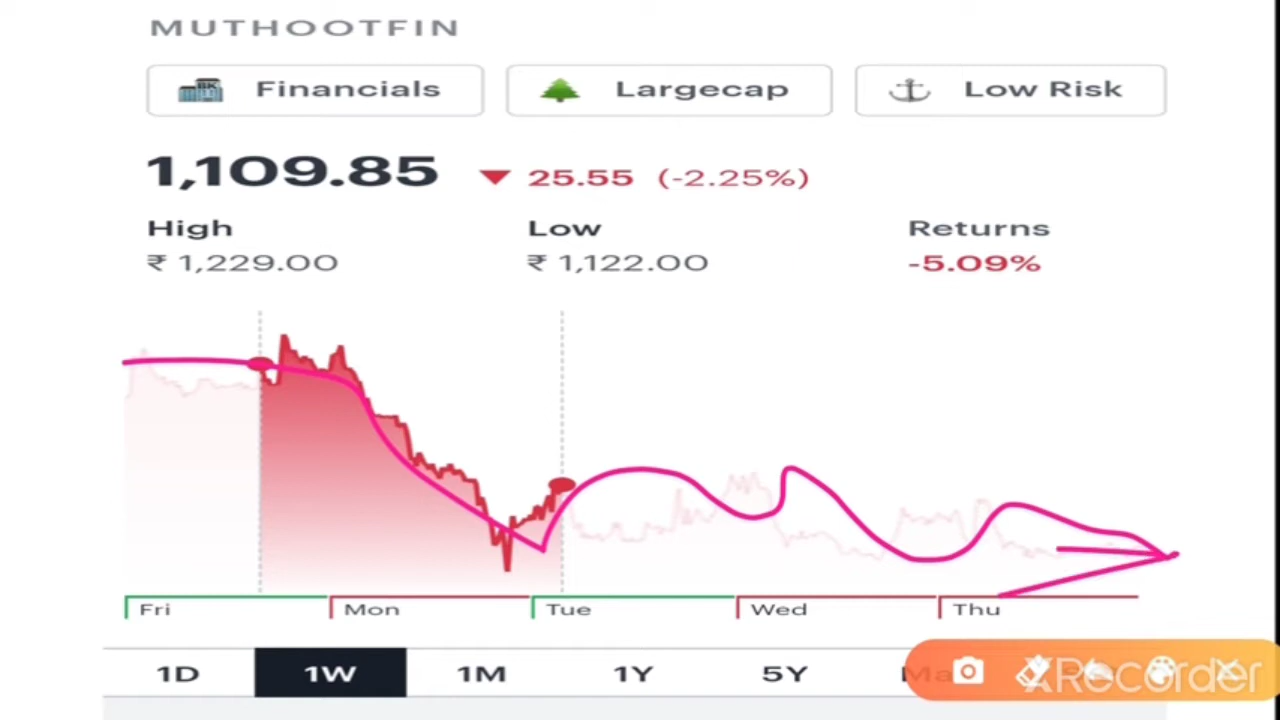 MUTHOOTFIN
Financials Largecap Low Risk
1,109.85 ▼ 25.55 (-2.25%)
High Low Returns
₹ 1,229.00 ₹ 1,122.00 -5.09%
Fri Mon Tue Wed Thu
1D 1W 1M 1Y 5Y
XRecorder